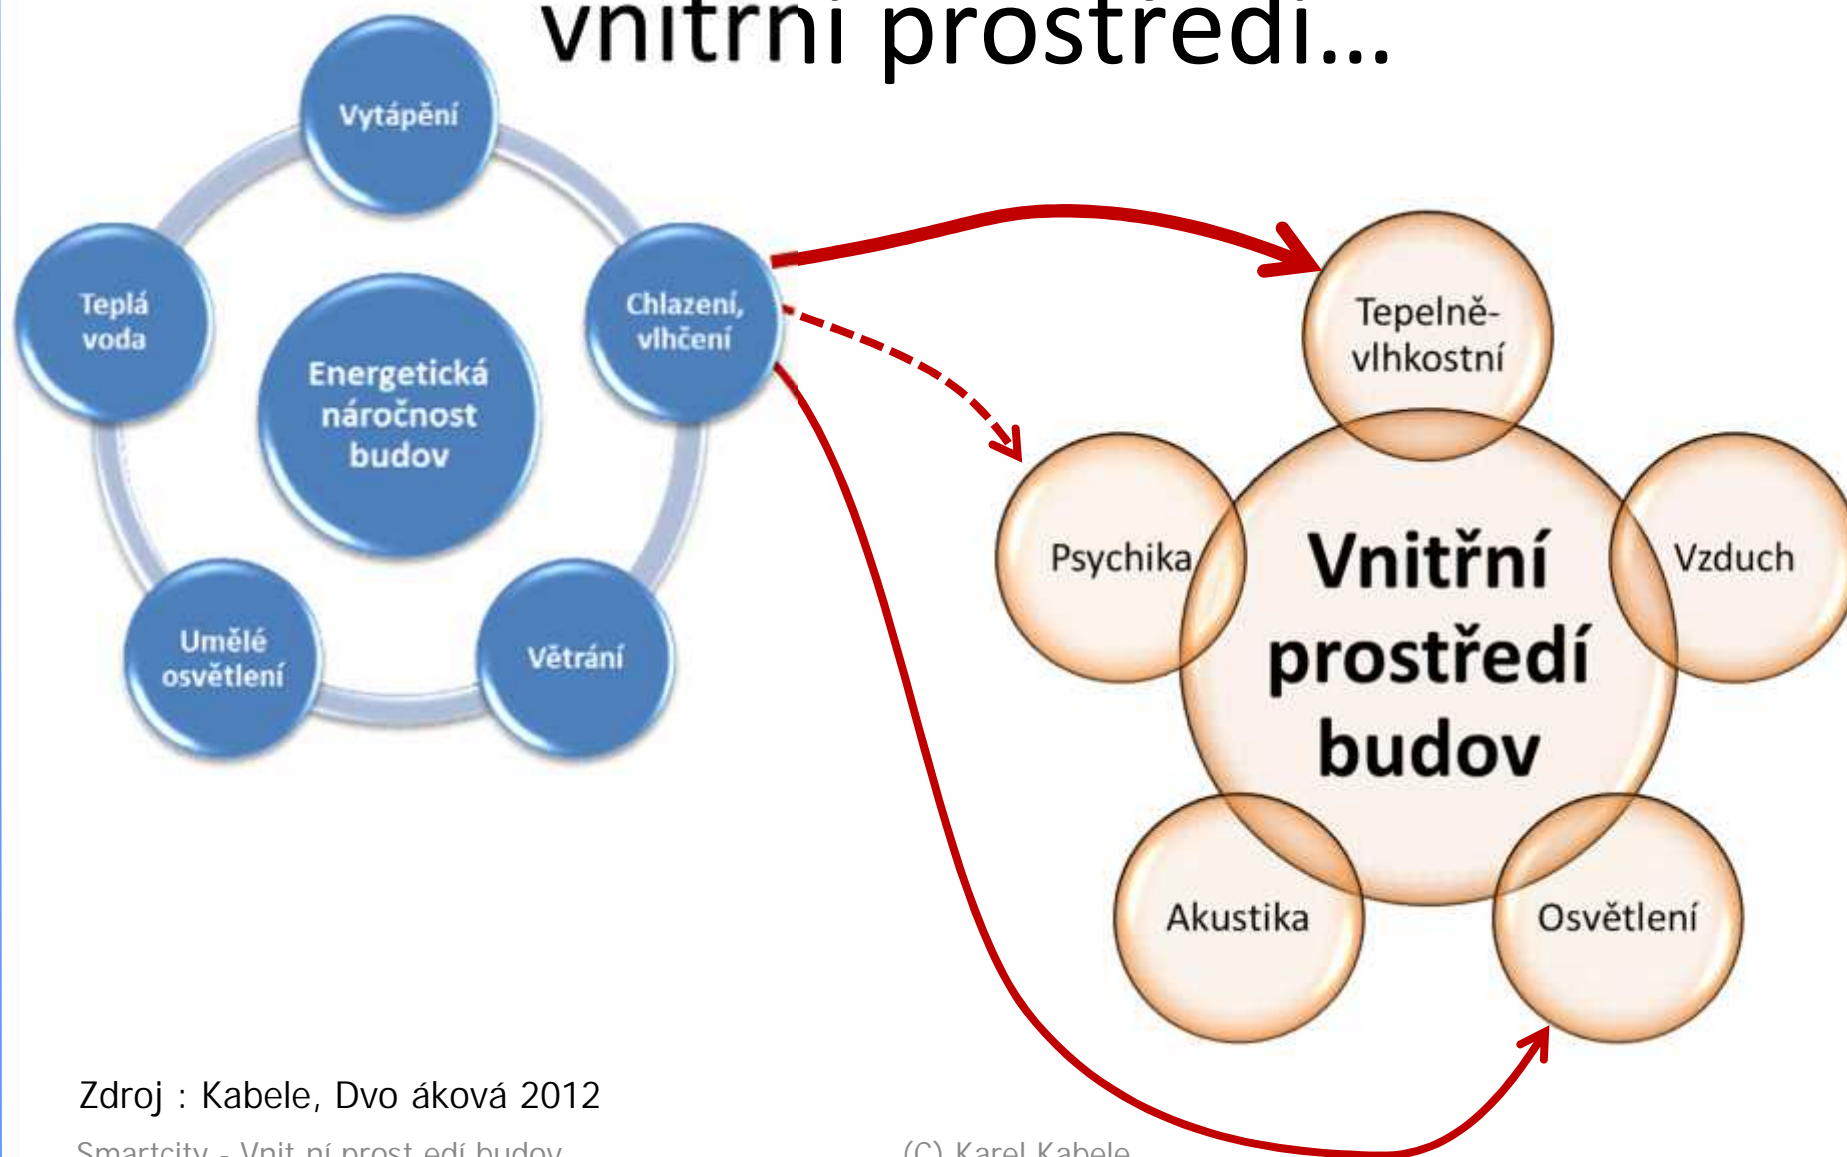 vnitřní prostředí...
Vytápění
Teplá
voda
Chlazení,
vlhčení
Energetická
náročnost
budov
Umělé
osvětlení
Větrání
Tepelně-
vlhkostní
Psychika
Vzduch
Vnitřní
prostředí
budov
Akustika
Osvětlení
Zdroj : Kabele, Dvo áková 2012
Smartcity - Vnit ní prost edí budov
(C) Karel Kabele